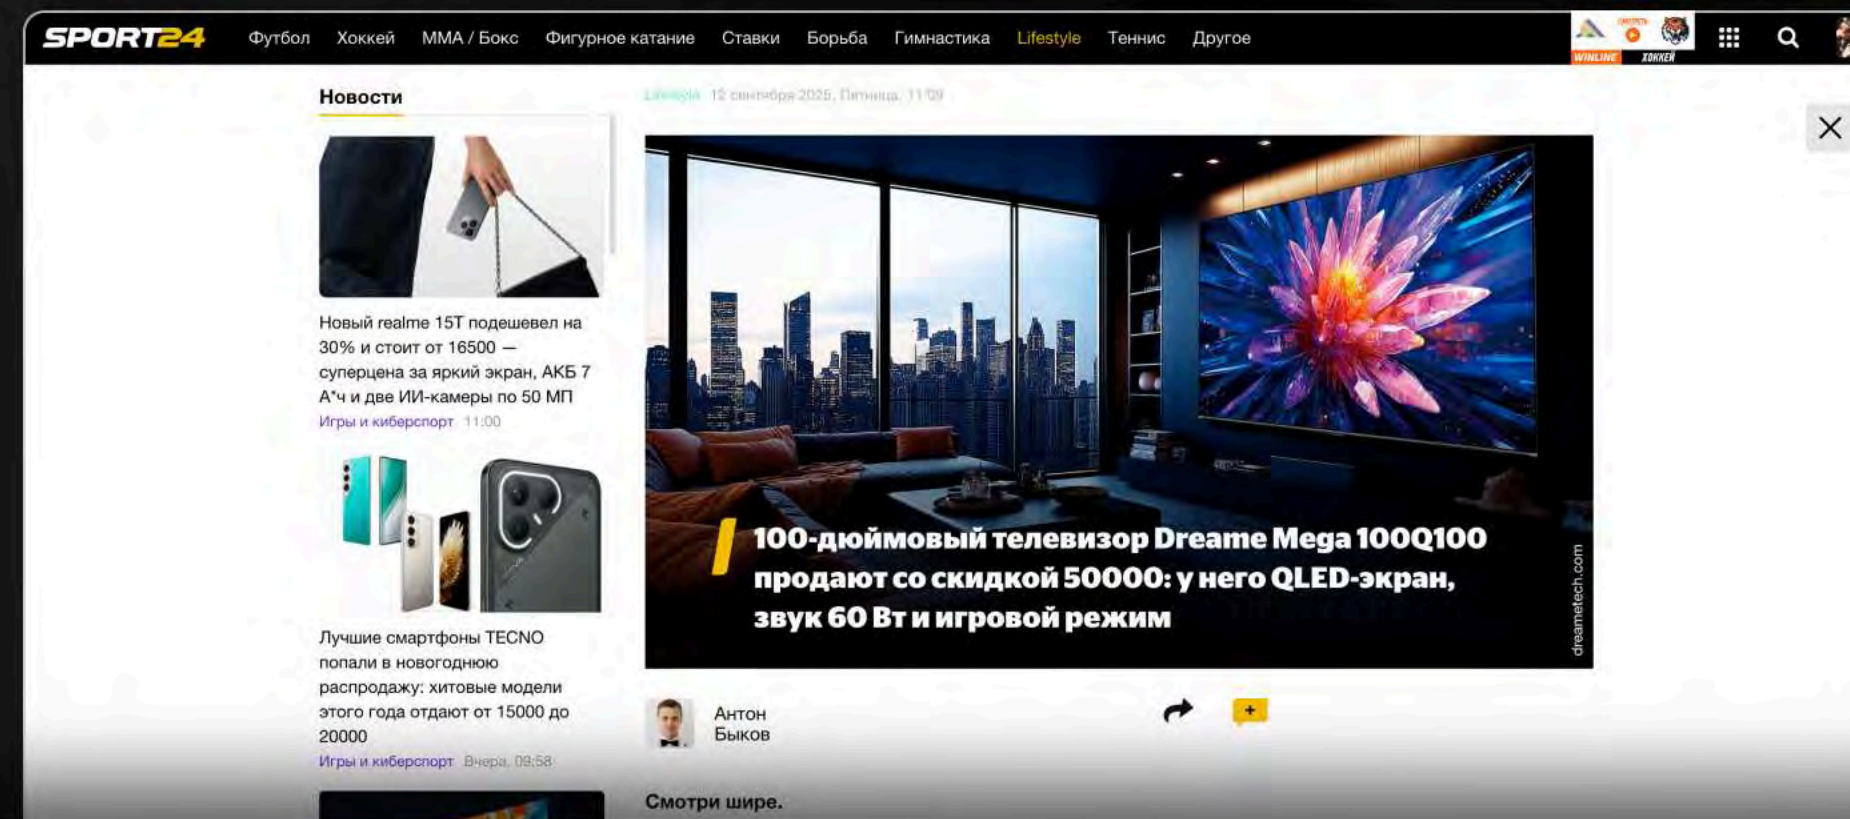 SPORT24
Футбол Хоккей ММА / Бокс Фигурное катание Ставки Борьба Гимнастика Lifestyle Теннис Другое
СМОТРЕТЬ
WINLINE ХОККЕЙ
Новости
Новый realme 15T подешевел на
30% и стоит от 16500 —
суперцена за яркий экран, АКБ 7
А*ч и две ИИ-камеры по 50 МП
Игры и киберспорт 11:00
Лучшие смартфоны TECNO
попали в новогоднюю
распродажу: хитовые модели
этого года отдают от 15000 до
20000
Игры и киберспорт Вчера, 09:58
Lifestyle 12 сентября 2025, Пятница, 11:09
100-дюймовый телевизор Dreame Mega 100Q100
продают со скидкой 50000: у него QLED-экран,
звук 60 Вт и игровой режим
dreametech.com
Антон
Быков
Смотри шире.